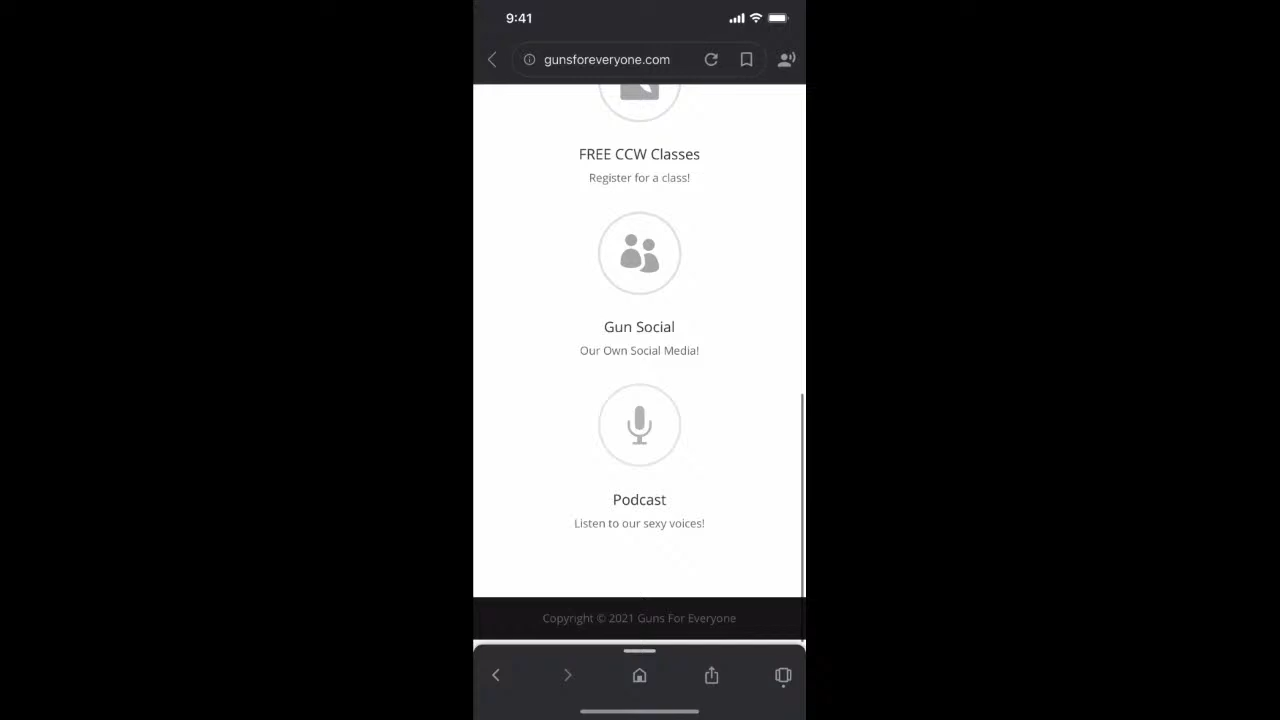 9:41
gunsforeveryone.com
FREE CCW Classes
Register for a class!
Gun Social
Our Own Social Media!
Podcast
Listen to our sexy voices!
Copyright © 2021 Guns For Everyone